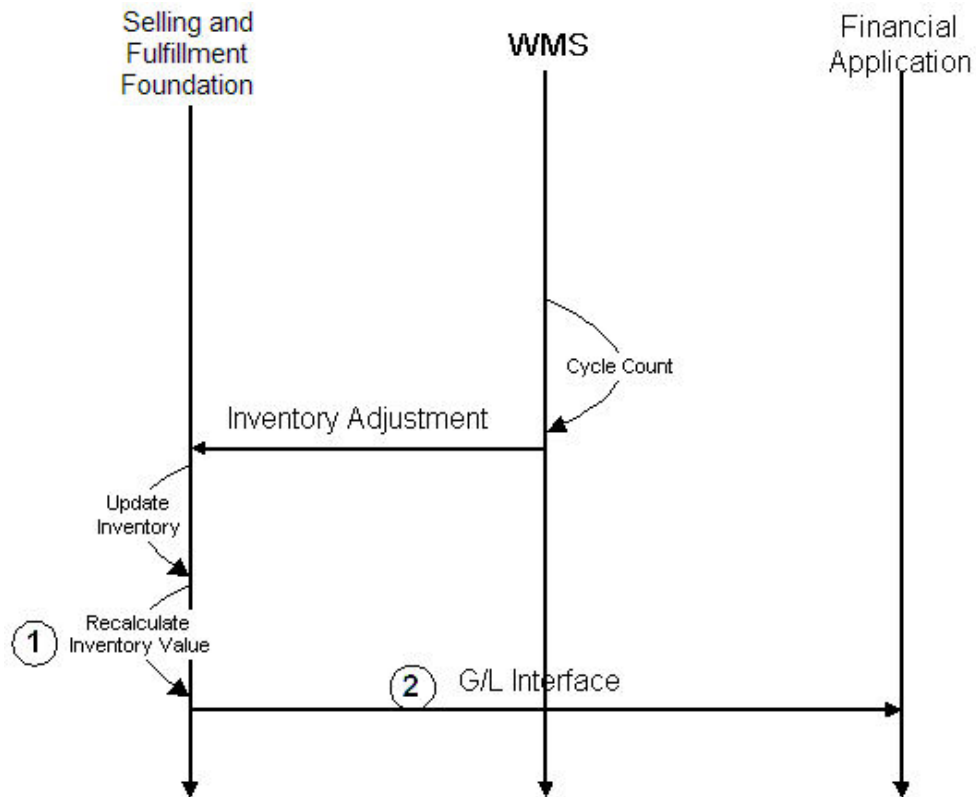 Selling and
Fulfillment
Foundation
WMS
Financial
Application
Cycle Count
Inventory Adjustment
Update
Inventory
1
Recalculate
Inventory Value
2
G/L Interface